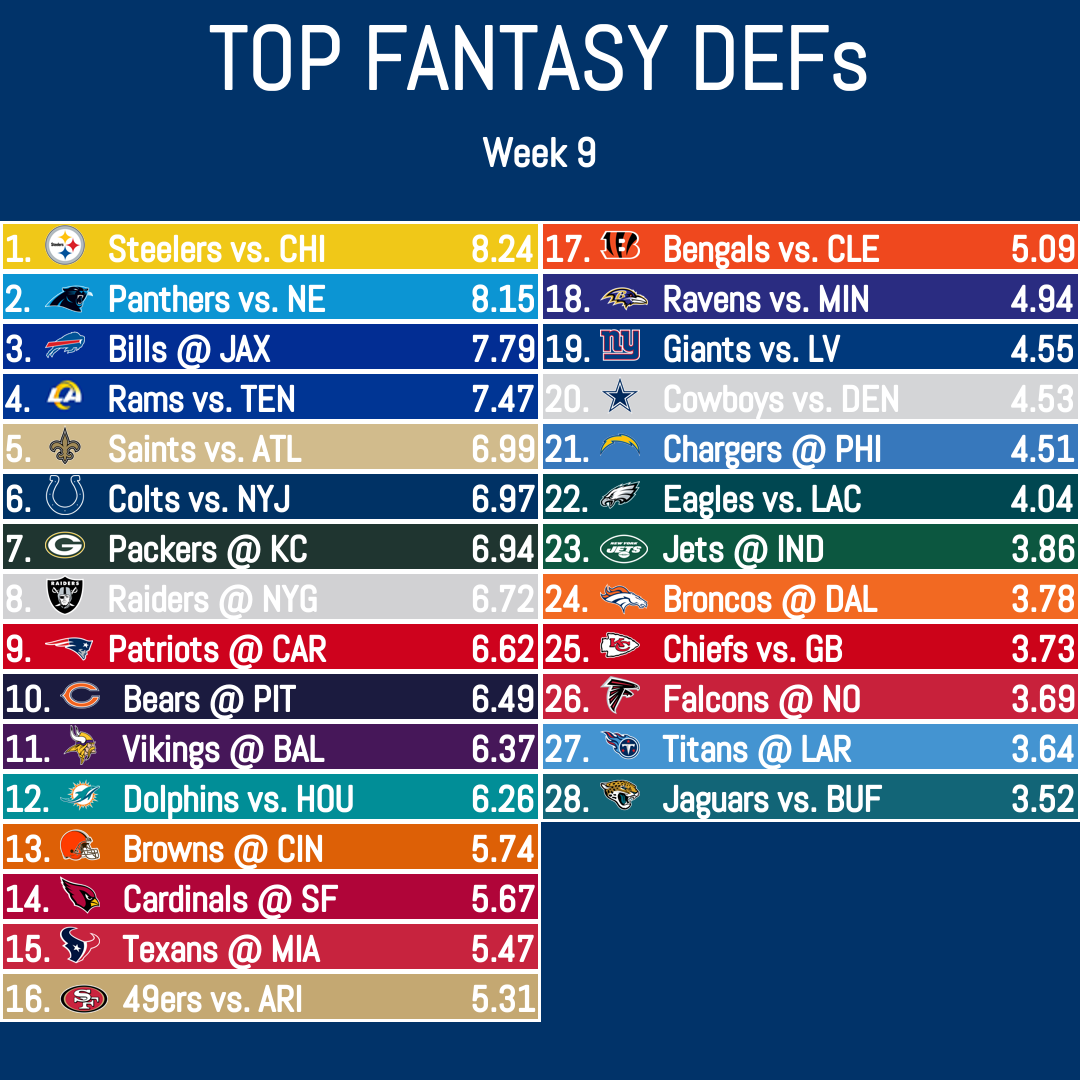 TOP FANTASY DEFs
Week 9
1. Steelers vs. CHI 8.24
2. Panthers vs. NE 8.15
3. Bills @ JAX 7.79
4. Rams vs. TEN 7.47
5. Saints vs. ATL 6.99
6. Colts vs. NYJ 6.97
7. Packers @ KC 6.94
8. Raiders @ NYG 6.72
9. Patriots @ CAR 6.62
10. Bears @ PIT 6.49
11. Vikings @ BAL 6.37
12. Dolphins vs. HOU 6.26
13. Browns @ CIN 5.74
14. Cardinals @ SF 5.67
15. Texans @ MIA 5.47
16. 49ers vs. ARI 5.31
17. Bengals vs. CLE 5.09
18. Ravens vs. MIN 4.94
19. Giants vs. LV 4.55
20. Cowboys vs. DEN 4.53
21. Chargers @ PHI 4.51
22. Eagles vs. LAC 4.04
23. Jets @ IND 3.86
24. Broncos @ DAL 3.78
25. Chiefs vs. GB 3.73
26. Falcons @ NO 3.69
27. Titans @ LAR 3.64
28. Jaguars vs. BUF 3.52